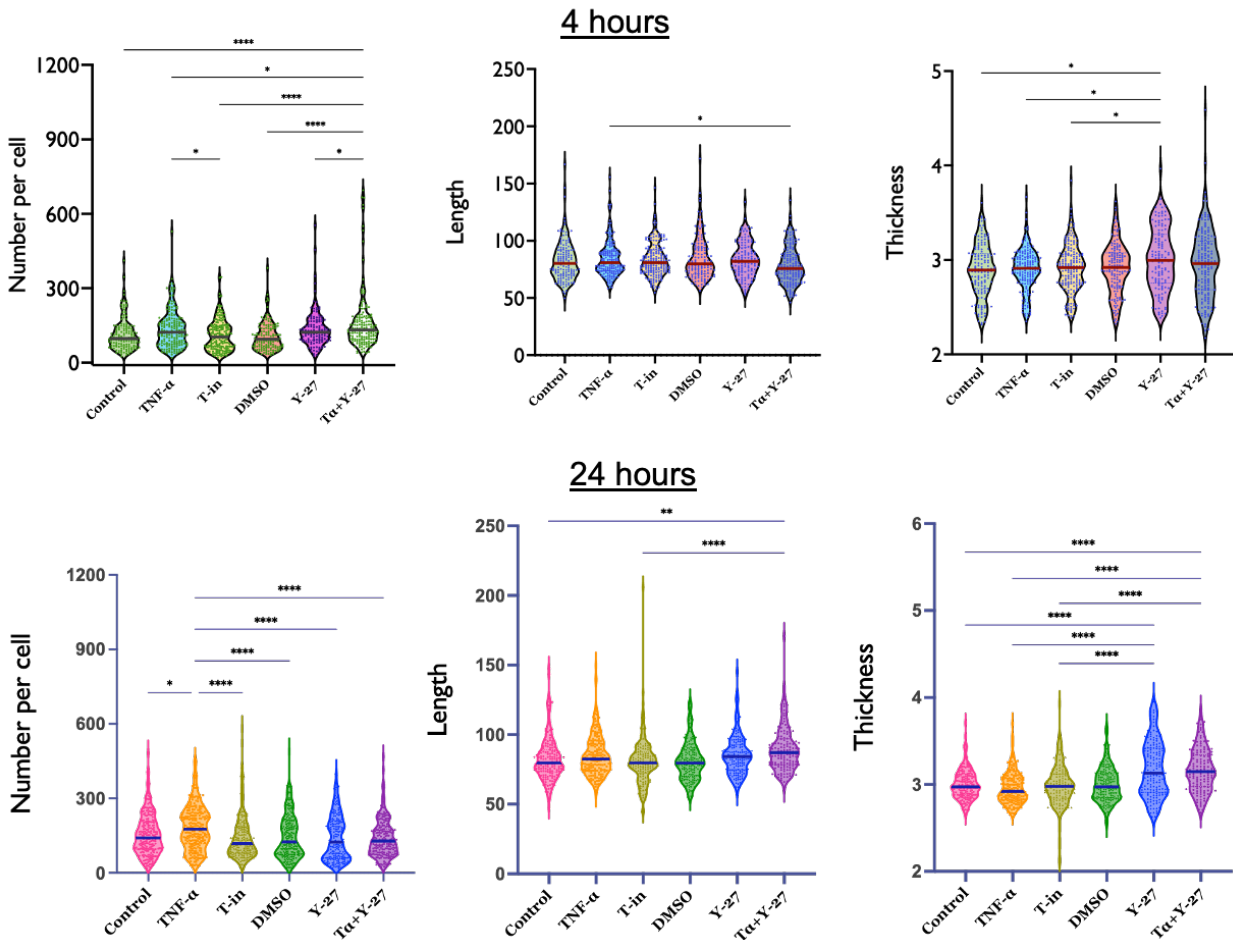 4 hours
Number per cell
1200
900
600
300
0
****
*
****
****
*
*
Control
TNF-α
T-in
DMSO
Y-27
Tα+Y-27
Length
250
200
150
100
50
0
*
Control
TNF-α
T-in
DMSO
Y-27
Tα+Y-27
Thickness
5
4
3
2
*
*
*
Control
TNF-α
T-in
DMSO
Y-27
Tα+Y-27
24 hours
Number per cell
1200
900
600
300
0
****
****
****
*
****
Control
TNF-α
T-in
DMSO
Y-27
Tα+Y-27
Length
250
200
150
100
50
0
**
****
Control
TNF-α
T-in
DMSO
Y-27
Tα+Y-27
Thickness
6
5
4
3
2
****
****
****
****
****
****
Control
TNF-α
T-in
DMSO
Y-27
Tα+Y-27